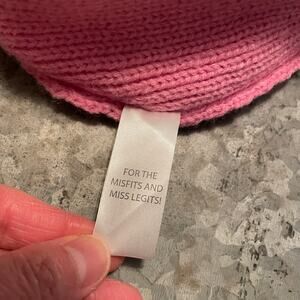 FOR THE
MISFITS AND
MISS LEGITS!